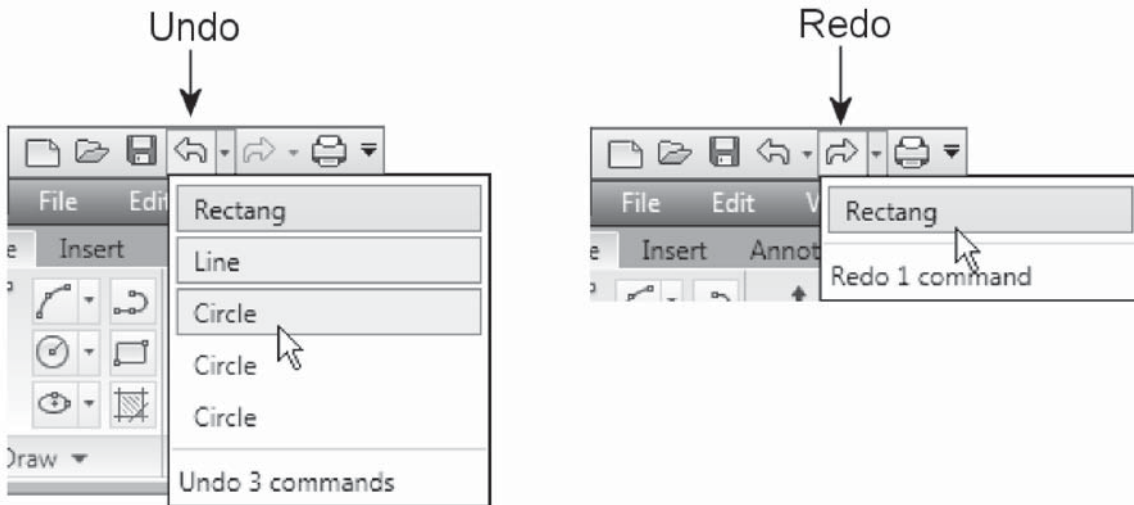 Undo
File Edit
Insert
Rectang
Line
Circle
Circle
Circle
Draw
Undo 3 commands
Redo
File Edit V
Insert Annot
Rectang
Redo 1 command